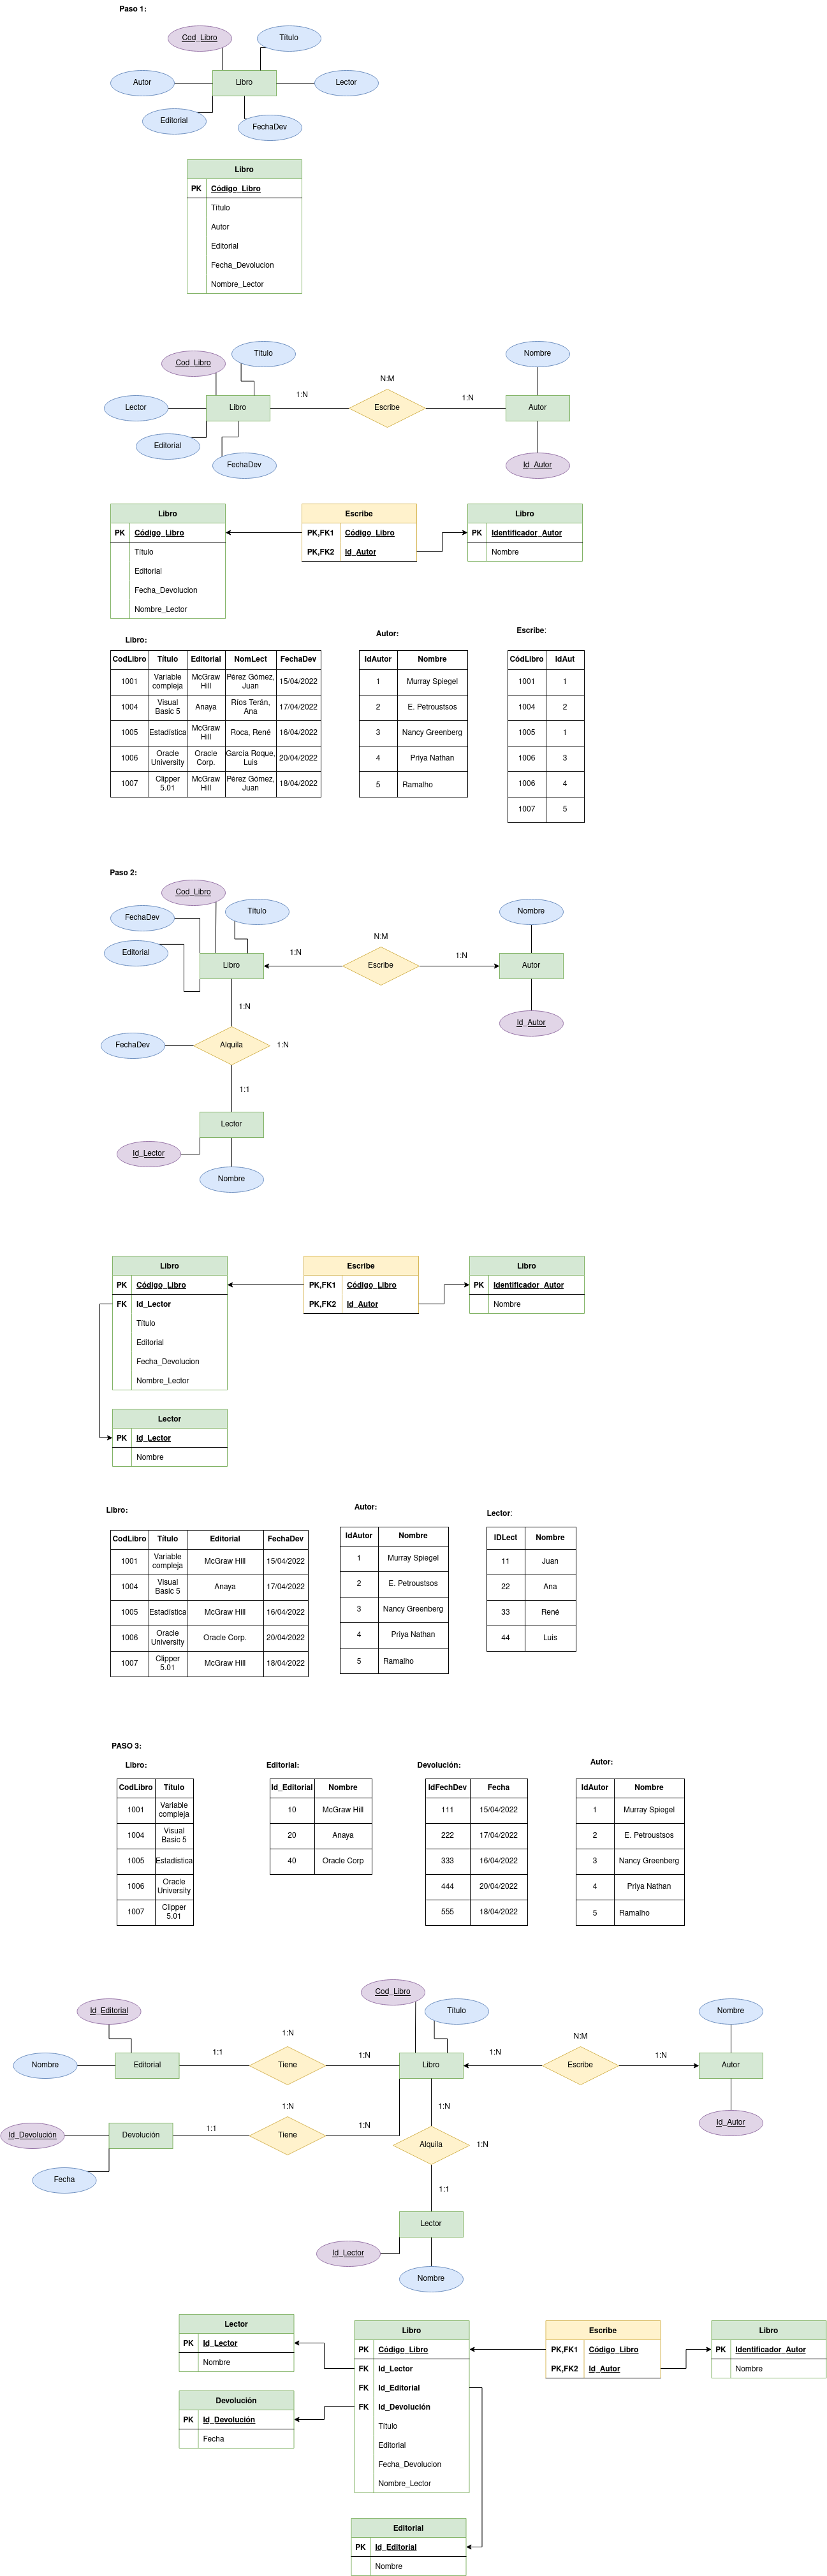 Paso 1:
Cod_Libro
Título
Autor
Libro
Lector
Editorial
FechaDev
Libro
PK Código_Libro
Título
Autor
Editorial
Fecha_Devolucion
Nombre_Lector
Cod_Libro
Título
Nombre
N:M
1:N
1:N
Lector
Libro
Escribe
Autor
Editorial
FechaDev
Id_Autor
Libro
PK Código_Libro
Título
Editorial
Fecha_Devolucion
Nombre_Lector
Escribe
PK,FK1 Código_Libro
PK,FK2 Id_Autor
Libro
PK Identificador_Autor
Nombre
Libro:
CodLibro Título Editorial NomLect FechaDev
1001 Variable compleja McGraw Hill Pérez Gómez, Juan 15/04/2022
1004 Visual Basic 5 Anaya Ríos Terán, Ana 17/04/2022
1005 Estadística McGraw Hill Roca, René 16/04/2022
1006 Oracle University Oracle Corp. García Roque, Luis 20/04/2022
1007 Clipper 5.01 McGraw Hill Pérez Gómez, Juan 18/04/2022
Autor:
IdAutor Nombre
1 Murray Spiegel
2 E. Petroustsos
3 Nancy Greenberg
4 Priya Nathan
5 Ramalho
Escribe:
CódLibro IdAut
1001 1
1004 2
1005 1
1006 3
1006 4
1007 5
Paso 2:
Cod_Libro
FechaDev
Título
Nombre
Editorial
N:M
1:N
1:N
Libro
Escribe
Autor
1:N
Id_Autor
FechaDev
Alquila
1:N
1:1
Lector
Id_Lector
Nombre
Libro
PK Código_Libro
FK Id_Lector
Título
Editorial
Fecha_Devolucion
Nombre_Lector
Escribe
PK,FK1 Código_Libro
PK,FK2 Id_Autor
Libro
PK Identificador_Autor
Nombre
Lector
PK Id_Lector
Nombre
Libro:
CodLibro Título Editorial FechaDev
1001 Variable compleja McGraw Hill 15/04/2022
1004 Visual Basic 5 Anaya 17/04/2022
1005 Estadística McGraw Hill 16/04/2022
1006 Oracle University Oracle Corp. 20/04/2022
1007 Clipper 5.01 McGraw Hill 18/04/2022
Autor:
IdAutor Nombre
1 Murray Spiegel
2 E. Petroustsos
3 Nancy Greenberg
4 Priya Nathan
5 Ramalho
Lector:
IDLect Nombre
11 Juan
22 Ana
33 René
44 Luis
PASO 3:
Libro:
CodLibro Título
1001 Variable compleja
1004 Visual Basic 5
1005 Estadística
1006 Oracle University
1007 Clipper 5.01
Editorial:
Id_Editorial Nombre
10 McGraw Hill
20 Anaya
40 Oracle Corp
Devolución:
IdFechDev Fecha
111 15/04/2022
222 17/04/2022
333 16/04/2022
444 20/04/2022
555 18/04/2022
Autor:
IdAutor Nombre
1 Murray Spiegel
2 E. Petroustsos
3 Nancy Greenberg
4 Priya Nathan
5 Ramalho
Cod_Libro
Id_Editorial
Título
Nombre
1:N
N:M
1:1
1:N
1:N
1:N
Nombre
Editorial
Tiene
Libro
Escribe
Autor
1:N
1:N
Id_Autor
1:1
1:N
Id_Devolución
Devolución
Tiene
Alquila
1:N
Fecha
1:1
Lector
Id_Lector
Nombre
Lector
PK Id_Lector
Nombre
Devolución
PK Id_Devolución
Fecha
Libro
PK Código_Libro
FK Id_Lector
FK Id_Editorial
FK Id_Devolución
Título
Editorial
Fecha_Devolucion
Nombre_Lector
Escribe
PK,FK1 Código_Libro
PK,FK2 Id_Autor
Libro
PK Identificador_Autor
Nombre
Editorial
PK Id_Editorial
Nombre